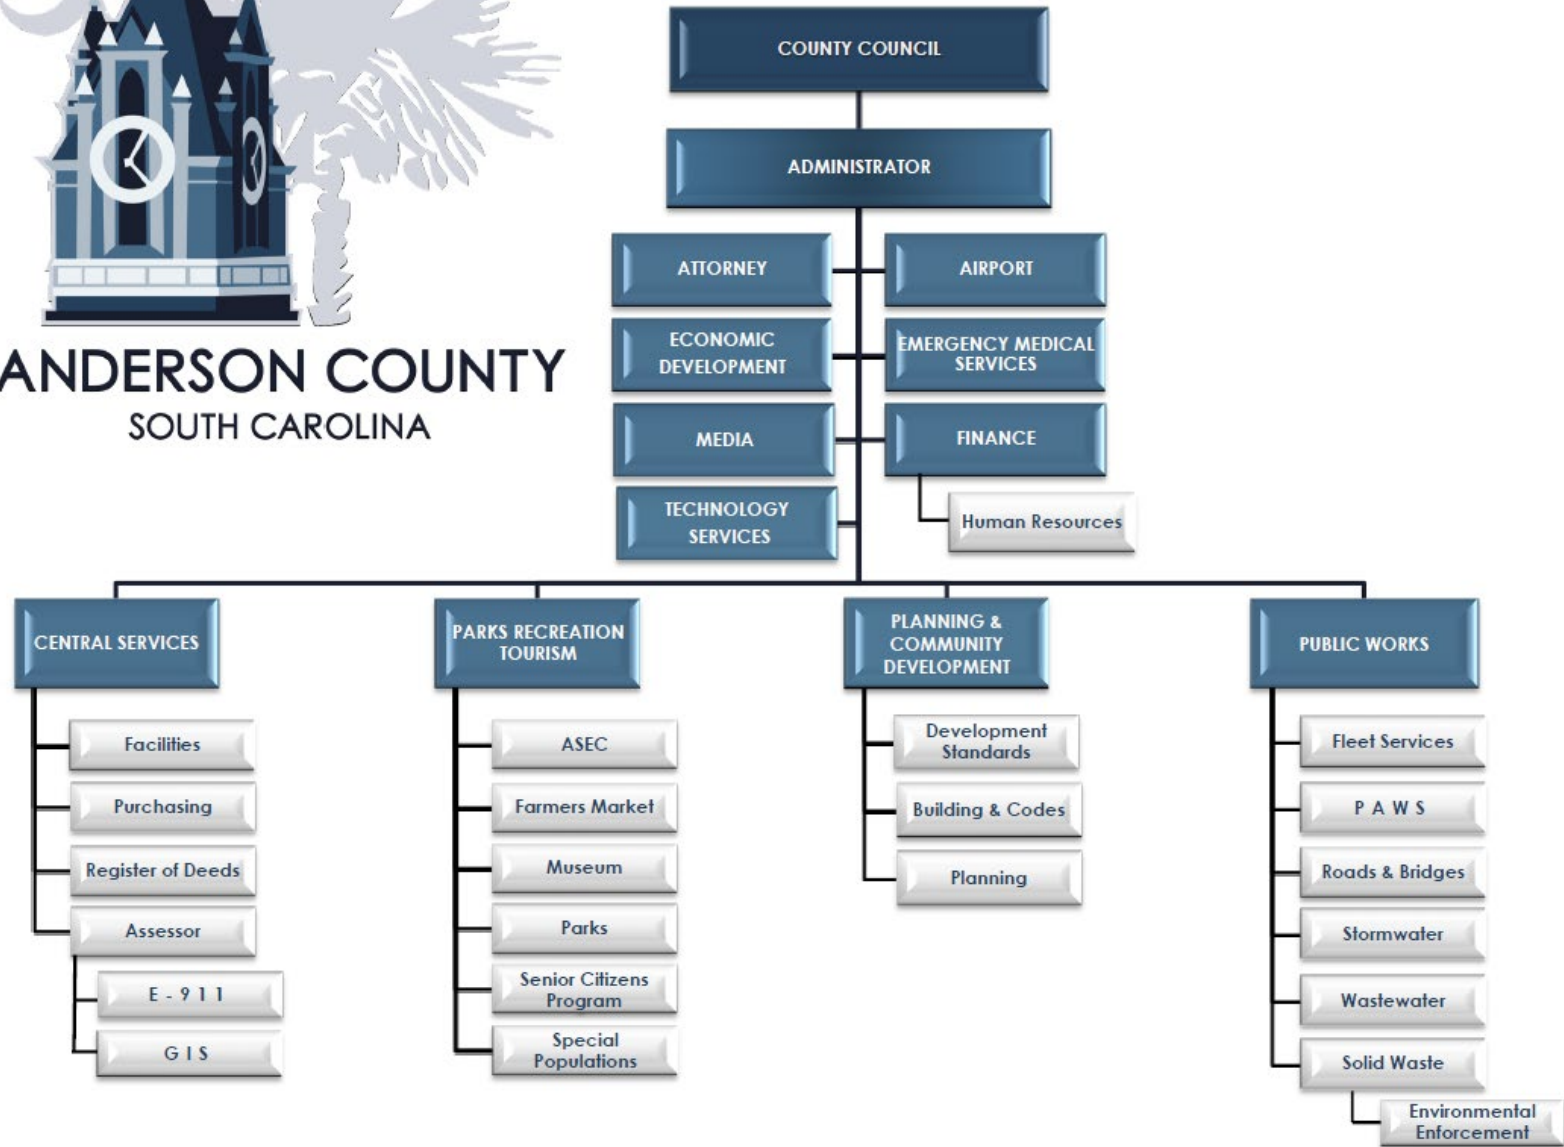 COUNTY COUNCIL
ADMINISTRATOR
ATTORNEY
AIRPORT
ECONOMIC
DEVELOPMENT
EMERGENCY MEDICAL
SERVICES
MEDIA
FINANCE
TECHNOLOGY
SERVICES
Human Resources
ANDERSON COUNTY
SOUTH CAROLINA
CENTRAL SERVICES
Facilities
Purchasing
Register of Deeds
Assessor
E - 9 1 1
G I S
PARKS RECREATION
TOURISM
ASEC
Farmers Market
Museum
Parks
Senior Citizens
Program
Special
Populations
PLANNING &
COMMUNITY
DEVELOPMENT
Development
Standards
Building & Codes
Planning
PUBLIC WORKS
Fleet Services
P A W S
Roads & Bridges
Stormwater
Wastewater
Solid Waste
Environmental
Enforcement